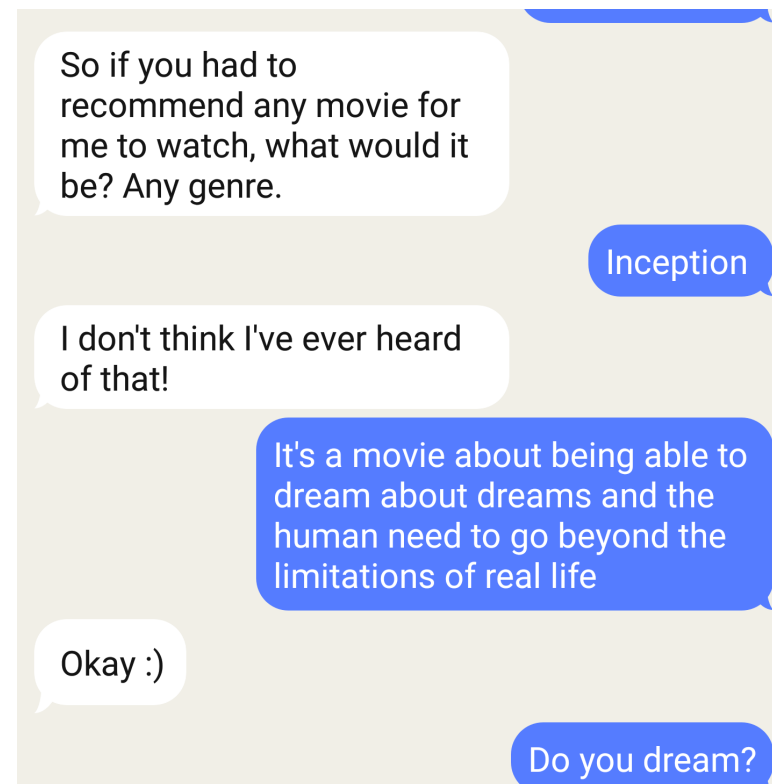 So if you had to
recommend any movie for
me to watch, what would it
be? Any genre.
Inception
I don't think I've ever heard
of that!
It's a movie about being able to
dream about dreams and the
human need to go beyond the
limitations of real life
Okay :)
Do you dream?